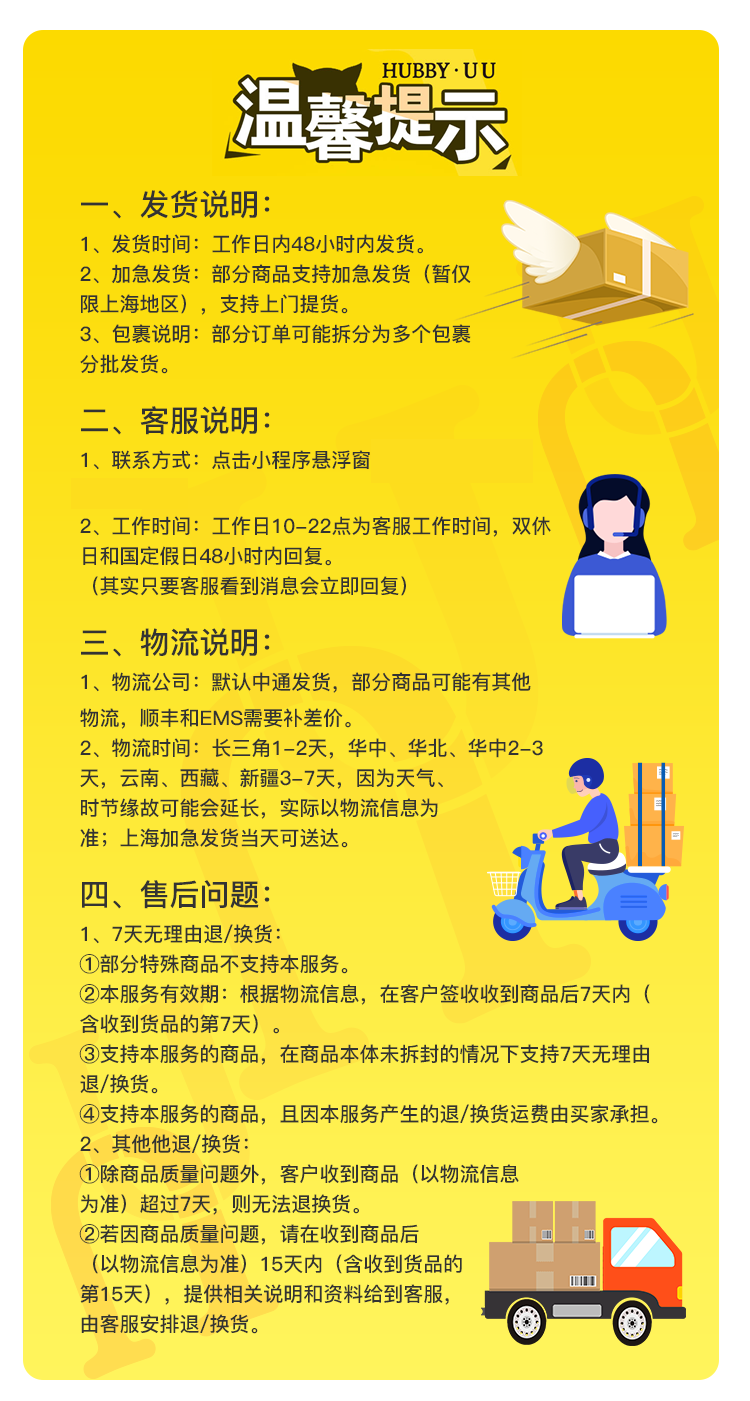 HUBBY·UU
温馨提示
一、发货说明：
1、发货时间：工作日内48小时内发货。
2、加急发货：部分商品支持加急发货（暂仅
限上海地区），支持上门提货。
3、包裹说明：部分订单可能拆分为多个包裹
分批发货。
二、客服说明：
1、联系方式：点击小程序悬浮窗
2、工作时间：工作日10-22点为客服工作时间，双休
日和国定假日48小时内回复。
（其实只要客服看到消息会立即回复）
三、物流说明：
1、物流公司：默认中通发货，部分商品可能有其他
物流，顺丰和EMS需要补差价。
2、物流时间：长三角1-2天，华中、华北、华中2-3
天，云南、西藏、新疆3-7天，因为天气、
时节缘故可能会延长，实际以物流信息为
准；上海加急发货当天可送达。
四、售后问题：
1、7天无理由退/换货：
①部分特殊商品不支持本服务。
②本服务有效期：根据物流信息，在客户签收收到商品后7天内（
含收到货品的第7天）。
③支持本服务的商品，在商品本体未拆封的情况下支持7天无理由
退/换货。
④支持本服务的商品，且因本服务产生的退/换货运费由买家承担。
2、其他他退/换货：
①除商品质量问题外，客户收到商品（以物流信息
为准）超过7天，则无法退换货。
②若因商品质量问题，请在收到商品后
（以物流信息为准）15天内（含收到货品的
第15天），提供相关说明和资料给到客服，
由客服安排退/换货。